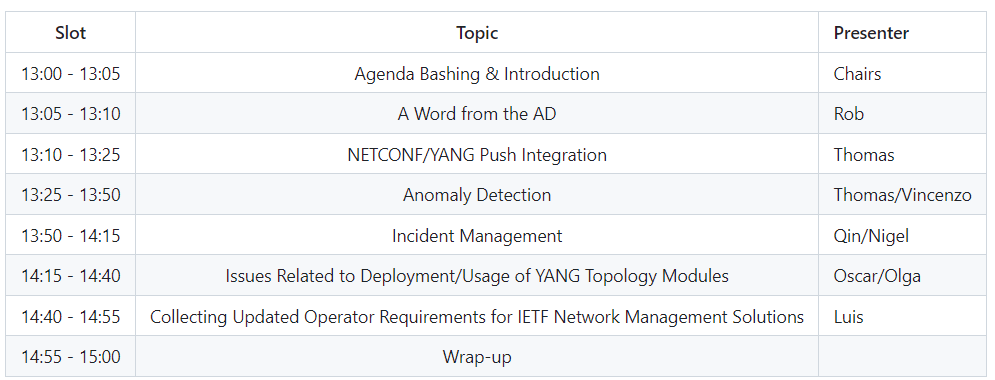 Slot Topic Presenter
13:00 - 13:05 Agenda Bashing & Introduction Chairs
13:05 - 13:10 A Word from the AD Rob
13:10 - 13:25 NETCONF/YANG Push Integration Thomas
13:25 - 13:50 Anomaly Detection Thomas/Vincenzo
13:50 - 14:15 Incident Management Qin/Nigel
14:15 - 14:40 Issues Related to Deployment/Usage of YANG Topology Modules Oscar/Olga
14:40 - 14:55 Collecting Updated Operator Requirements for IETF Network Management Solutions Luis
14:55 - 15:00 Wrap-up